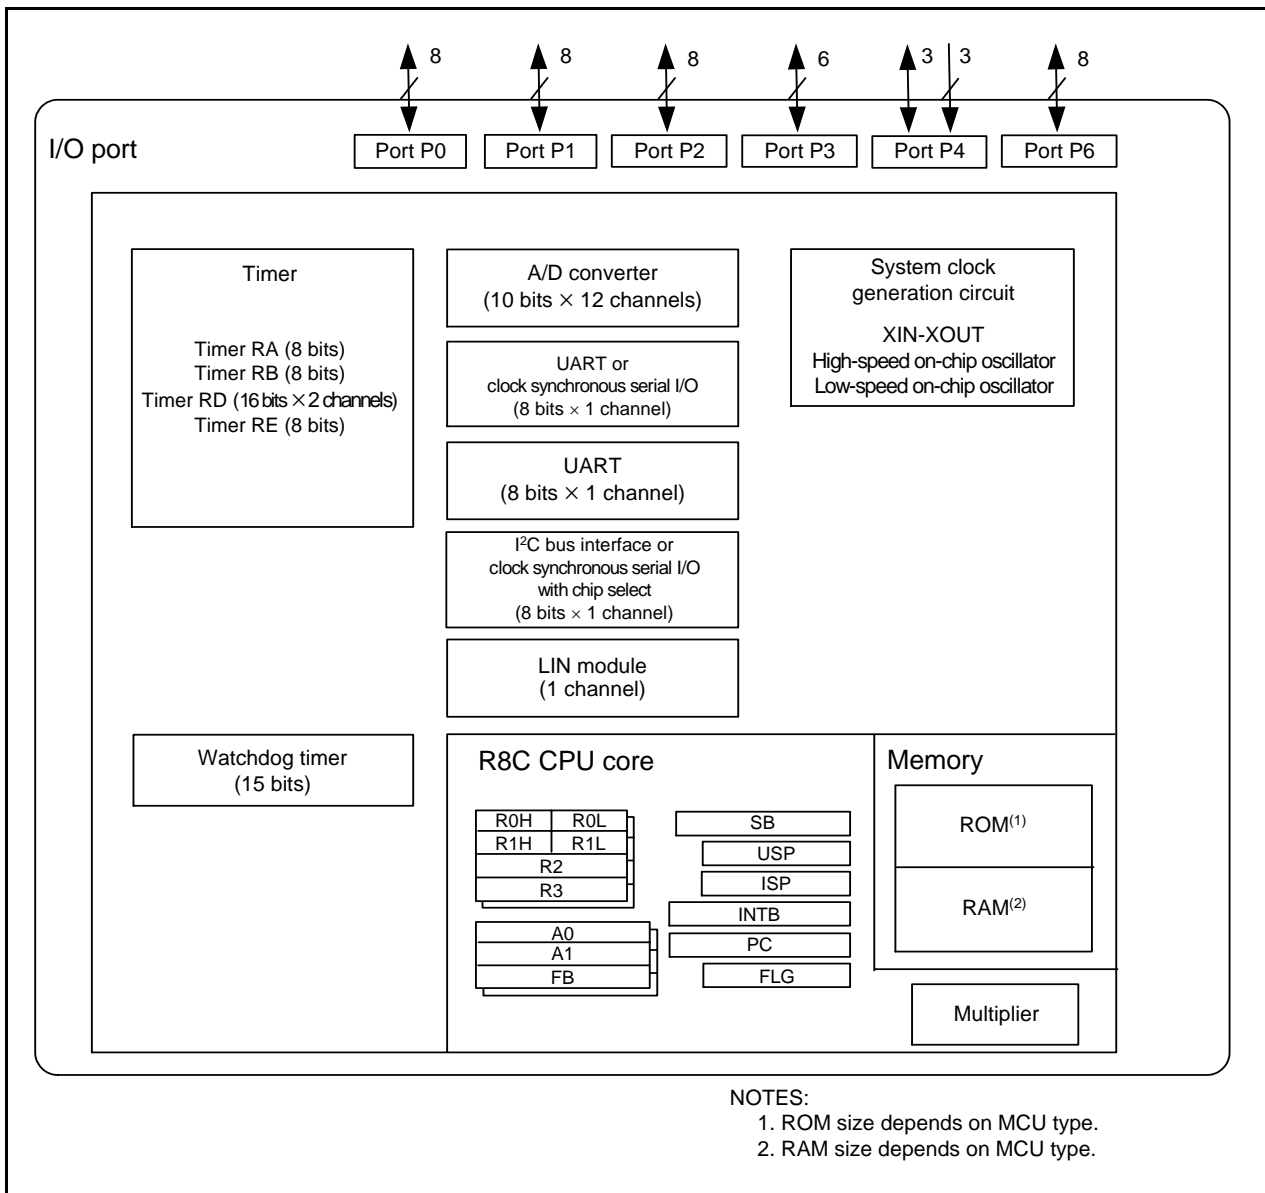 8 8 8 6 3 3 8
I/O port
Port P0 Port P1 Port P2 Port P3 Port P4 Port P6
Timer
Timer RA (8 bits)
Timer RB (8 bits)
Timer RD (16 bits × 2 channels)
Timer RE (8 bits)
A/D converter
(10 bits × 12 channels)
UART or
clock synchronous serial I/O
(8 bits × 1 channel)
UART
(8 bits × 1 channel)
I²C bus interface or
clock synchronous serial I/O
with chip select
(8 bits × 1 channel)
LIN module
(1 channel)
System clock
generation circuit
XIN-XOUT
High-speed on-chip oscillator
Low-speed on-chip oscillator
Watchdog timer
(15 bits)
R8C CPU core
R0H R0L
R1H R1L
R2
R3
A0
A1
FB
SB
USP
ISP
INTB
PC
FLG
Memory
ROM(1)
RAM(2)
Multiplier
NOTES:
1. ROM size depends on MCU type.
2. RAM size depends on MCU type.